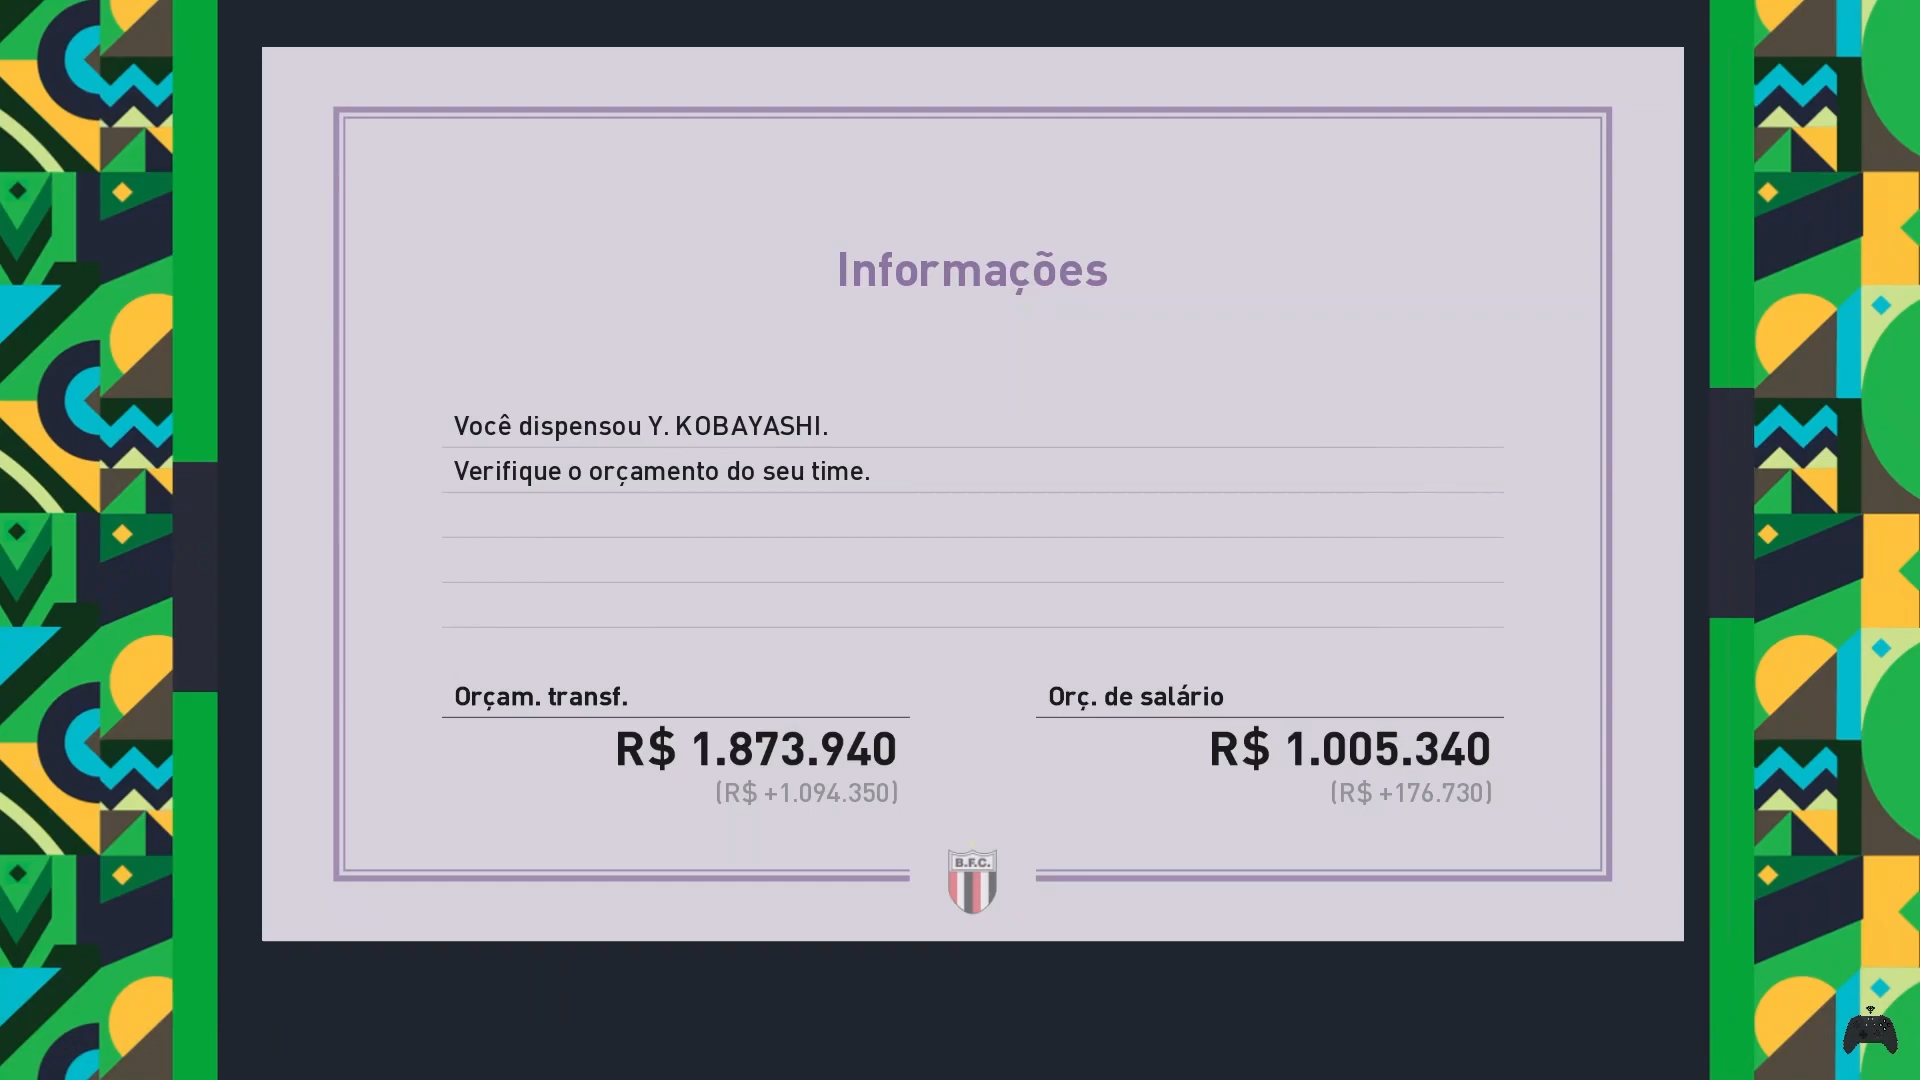 Informações
Você dispensou Y. KOBAYASHI.
Verifique o orçamento do seu time.
Orçam. transf.
R$ 1.873.940
(R$ +1.094.350)
Orç. de salário
R$ 1.005.340
(R$ +176.730)
B.F.C.